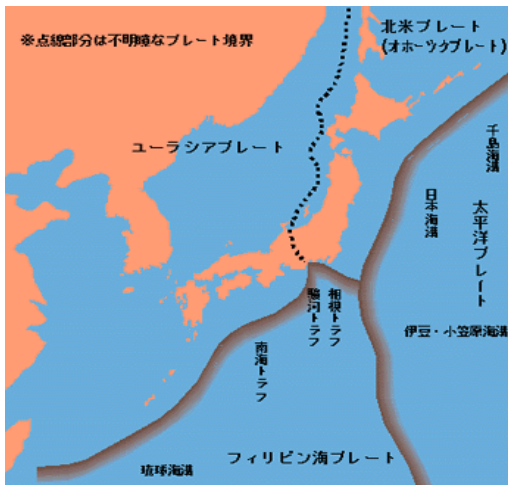 ※点線部分は不明瞭なプレート境界
北米プレート
(オホーツクプレート)
ユーラシアプレート
千島海溝
日本海溝
太平洋プレート
相模トラフ
駿河トラフ
伊豆・小笠原海溝
南海トラフ
フィリピン海プレート
琉球海溝